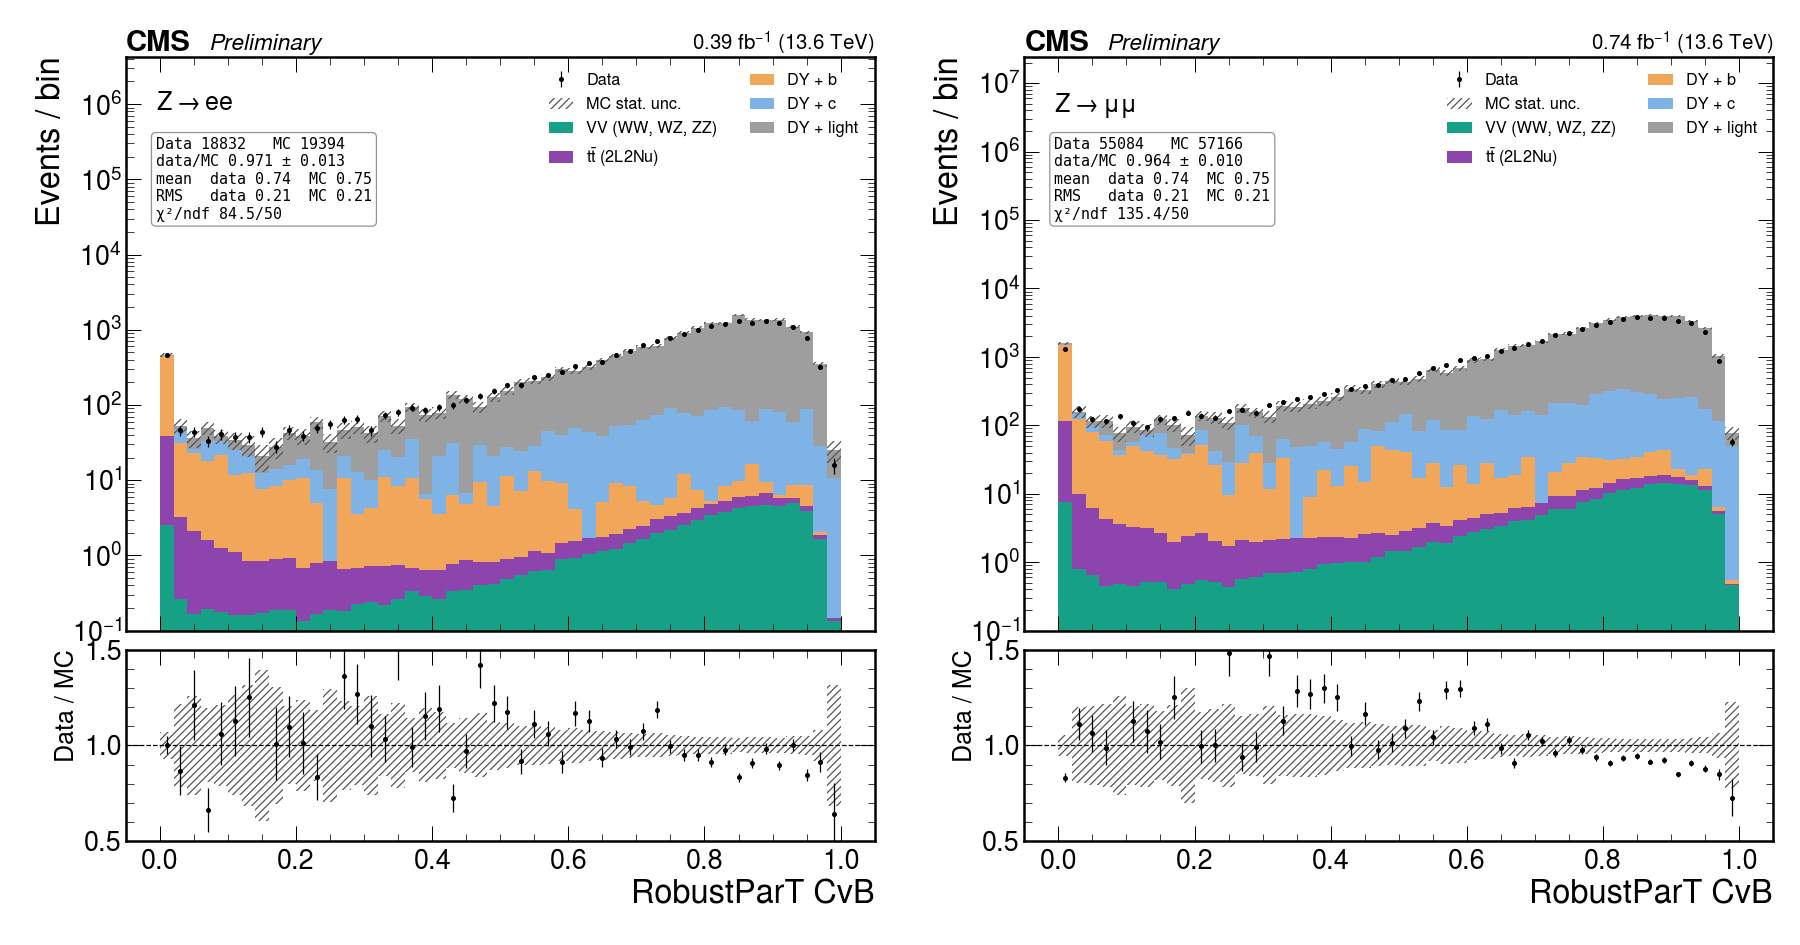 CMS Preliminary 0.39 fb⁻¹ (13.6 TeV)
Events / bin
10⁶
10⁵
10⁴
10³
10²
10¹
10⁰
10⁻¹
Z → ee
Data 18832 MC 19394
data/MC 0.971 ± 0.013
mean data 0.74 MC 0.75
RMS data 0.21 MC 0.21
χ²/ndf 84.5/50
Data
MC stat. unc.
VV (WW, WZ, ZZ)
tt̄ (2L2Nu)
DY + b
DY + c
DY + light
Data / MC
1.5
1.0
0.5
0.0 0.2 0.4 0.6 0.8 1.0
RobustParT CvB
CMS Preliminary 0.74 fb⁻¹ (13.6 TeV)
Events / bin
10⁷
10⁶
10⁵
10⁴
10³
10²
10¹
10⁰
10⁻¹
Z → μμ
Data 55084 MC 57166
data/MC 0.964 ± 0.010
mean data 0.74 MC 0.75
RMS data 0.21 MC 0.21
χ²/ndf 135.4/50
Data
MC stat. unc.
VV (WW, WZ, ZZ)
tt̄ (2L2Nu)
DY + b
DY + c
DY + light
Data / MC
1.5
1.0
0.5
0.0 0.2 0.4 0.6 0.8 1.0
RobustParT CvB